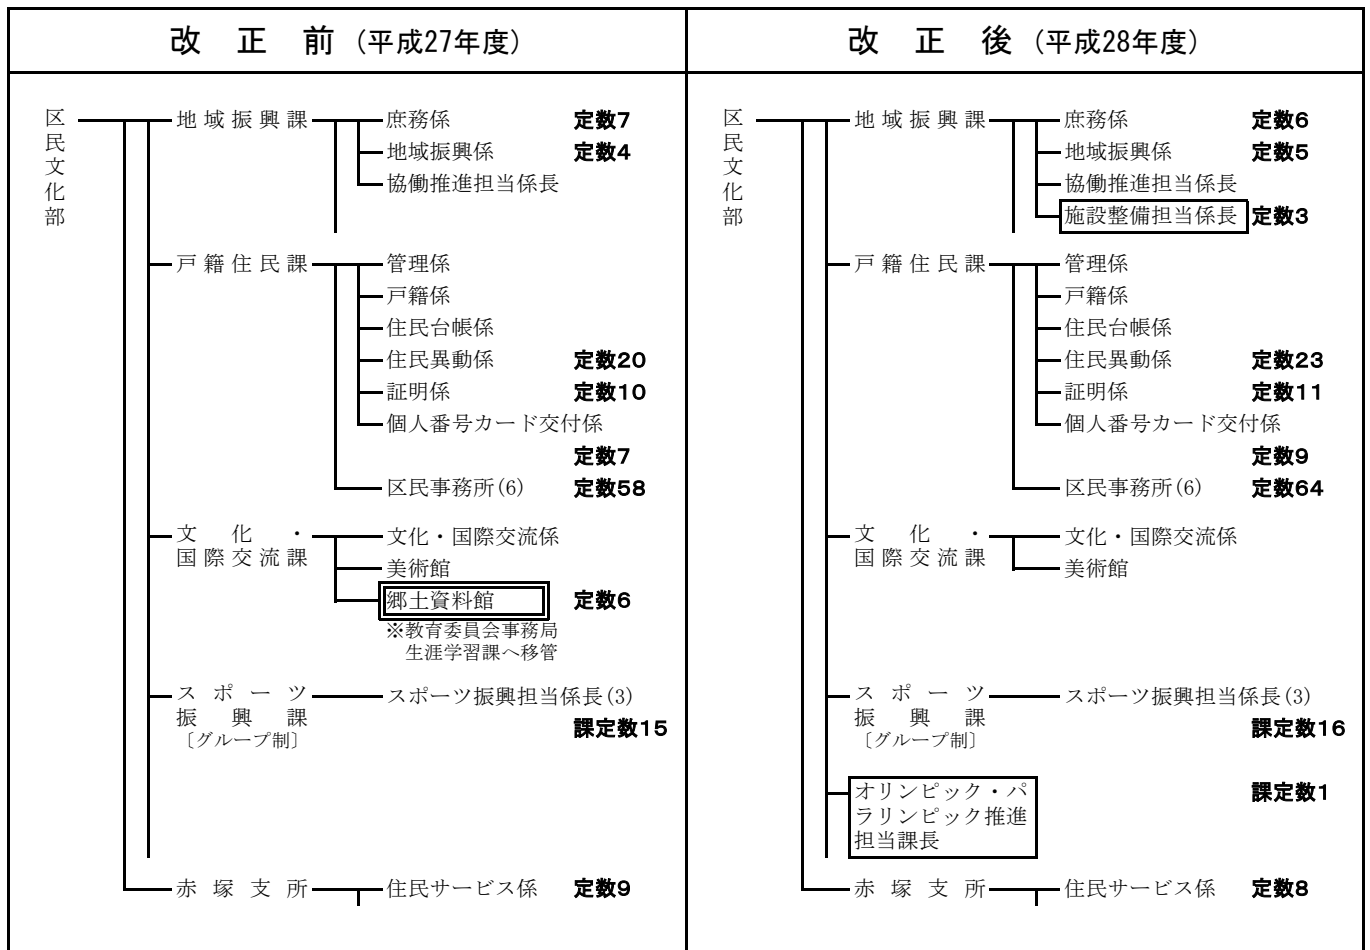 改 正 前 (平成27年度)
区民文化部
地域振興課 庶務係 定数7
地域振興係 定数4
協働推進担当係長
戸籍住民課 管理係
戸籍係
住民台帳係
住民異動係 定数20
証明係 定数10
個人番号カード交付係
定数7
区民事務所(6) 定数58
文化・ 文化・国際交流係
国際交流課
美術館
郷土資料館 定数6
※教育委員会事務局
生涯学習課へ移管
スポーツ スポーツ振興担当係長(3)
振興課 課定数15
〔グループ制〕
赤塚支所 住民サービス係 定数9
改 正 後 (平成28年度)
区民文化部
地域振興課 庶務係 定数6
地域振興係 定数5
協働推進担当係長
施設整備担当係長 定数3
戸籍住民課 管理係
戸籍係
住民台帳係
住民異動係 定数23
証明係 定数11
個人番号カード交付係
定数9
区民事務所(6) 定数64
文化・ 文化・国際交流係
国際交流課
美術館
スポーツ スポーツ振興担当係長(3)
振興課 課定数16
〔グループ制〕
オリンピック・パ 課定数1
ラリンピック推進
担当課長
赤塚支所 住民サービス係 定数8